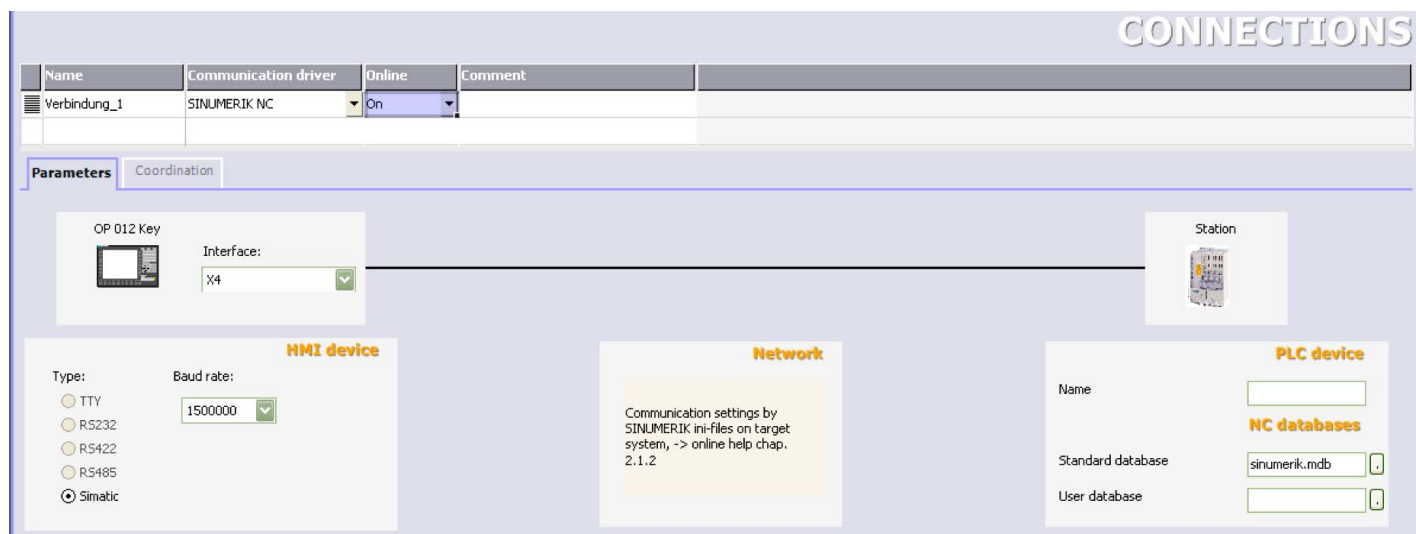 CONNECTIONS
Name Communication driver Online Comment
Verbindung_1 SINUMERIK NC On
Parameters Coordination
OP 012 Key
Interface:
X4
Station
HMI device
Type: Baud rate:
TTY
1500000
RS232
RS422
RS485
Simatic
Network
Communication settings by
SINUMERIK ini-files on target
system, -> online help chap.
2.1.2
PLC device
Name
NC databases
Standard database sinumerik.mdb .
User database .